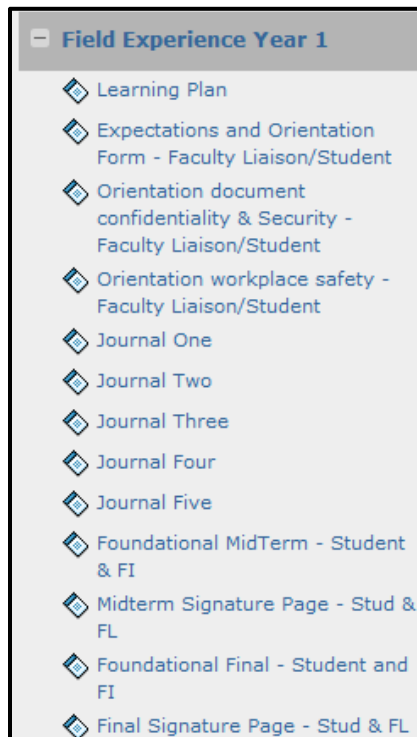 Field Experience Year 1
Learning Plan
Expectations and Orientation
Form - Faculty Liaison/Student
Orientation document
confidentiality & Security -
Faculty Liaison/Student
Orientation workplace safety -
Faculty Liaison/Student
Journal One
Journal Two
Journal Three
Journal Four
Journal Five
Foundational MidTerm - Student
& FI
Midterm Signature Page - Stud &
FL
Foundational Final - Student and
FI
Final Signature Page - Stud & FL